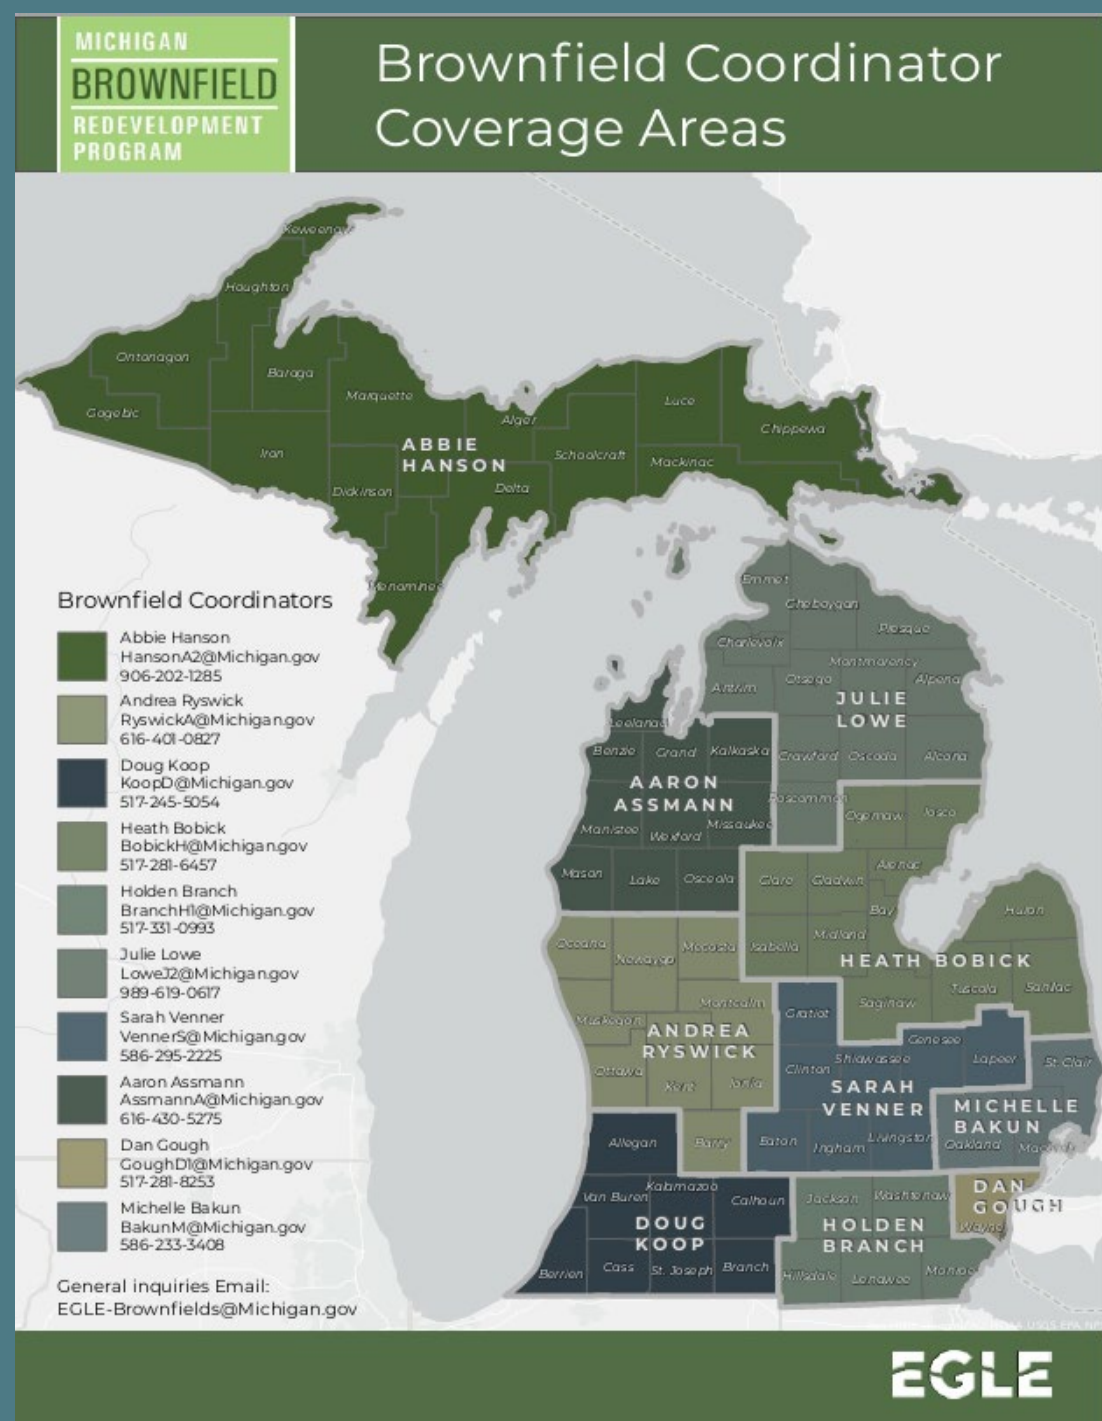 MICHIGAN
BROWNFIELD
REDEVELOPMENT
PROGRAM
Brownfield Coordinator
Coverage Areas
Keweenaw
Houghton
Ontonagon
Baraga
Gogebic
Marquette
Iron
Alger
Luce
Chippewa
ABBIE
HANSON
Schoolcraft
Mackinac
Dickinson
Delta
Menominee
Emmet
Cheboygan
Presque
Charlevoix
Montmorency
Antrim
Otsego
Alpena
JULIE
LOWE
Crawford
Oscoda
Alcona
Roscommon
Leelanau
Benzie
Grand
Kalkaska
AARON
ASSMANN
Manistee
Wexford
Missaukee
Mason
Lake
Osceola
Ogemaw
Iosco
Clare
Gladwin
Arenac
Bay
Huron
Isabella
Midland
HEATH BOBICK
Saginaw
Tuscola
Sanilac
Oceana
Newaygo
Mecosta
Montcalm
Muskegon
ANDREA
RYSWICK
Ottawa
Kent
Ionia
Barry
Gratiot
Genesee
Clinton
Shiawassee
Lapeer
SARAH
VENNER
Eaton
Ingham
Livingston
St Clair
MICHELLE
BAKUN
Oakland
Allegan
Van Buren
Kalamazoo
Calhoun
DOUG
KOOP
Berrien
Cass
St. Joseph
Branch
Jackson
Washtenaw
HOLDEN
BRANCH
Hillsdale
Lenawee
Monroe
DAN
GOUGH
Wayne
Brownfield Coordinators
Abbie Hanson
HansonA2@Michigan.gov
906-202-1285
Andrea Ryswick
RyswickA@Michigan.gov
616-401-0827
Doug Koop
KoopD@Michigan.gov
517-245-5054
Heath Bobick
BobickH@Michigan.gov
517-281-6457
Holden Branch
BranchH1@Michigan.gov
517-331-0993
Julie Lowe
LoweJ2@Michigan.gov
989-619-0617
Sarah Venner
VennerS@Michigan.gov
586-295-2225
Aaron Assmann
AssmannA@Michigan.gov
616-430-5275
Dan Gough
GoughD1@Michigan.gov
517-281-8253
Michelle Bakun
BakunM@Michigan.gov
586-233-3408
General inquiries Email:
EGLE-Brownfields@Michigan.gov
USGS EPA
EGLE